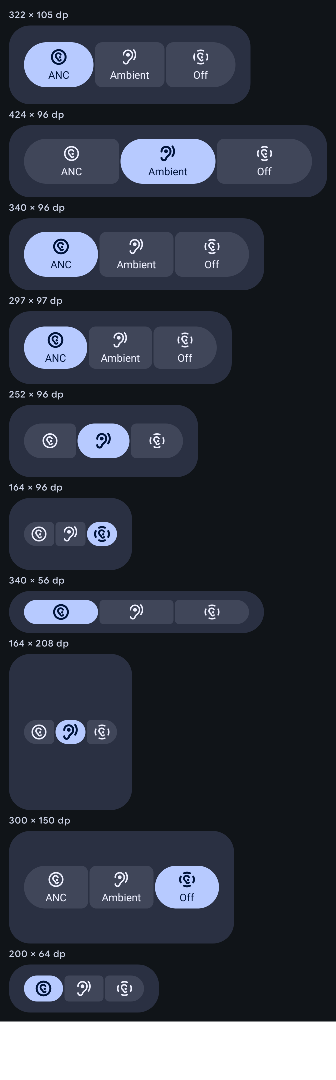 322 × 105 dp
ANC Ambient Off
424 × 96 dp
ANC Ambient Off
340 × 96 dp
ANC Ambient Off
297 × 97 dp
ANC Ambient Off
252 × 96 dp
164 × 96 dp
340 × 56 dp
164 × 208 dp
300 × 150 dp
ANC Ambient Off
200 × 64 dp